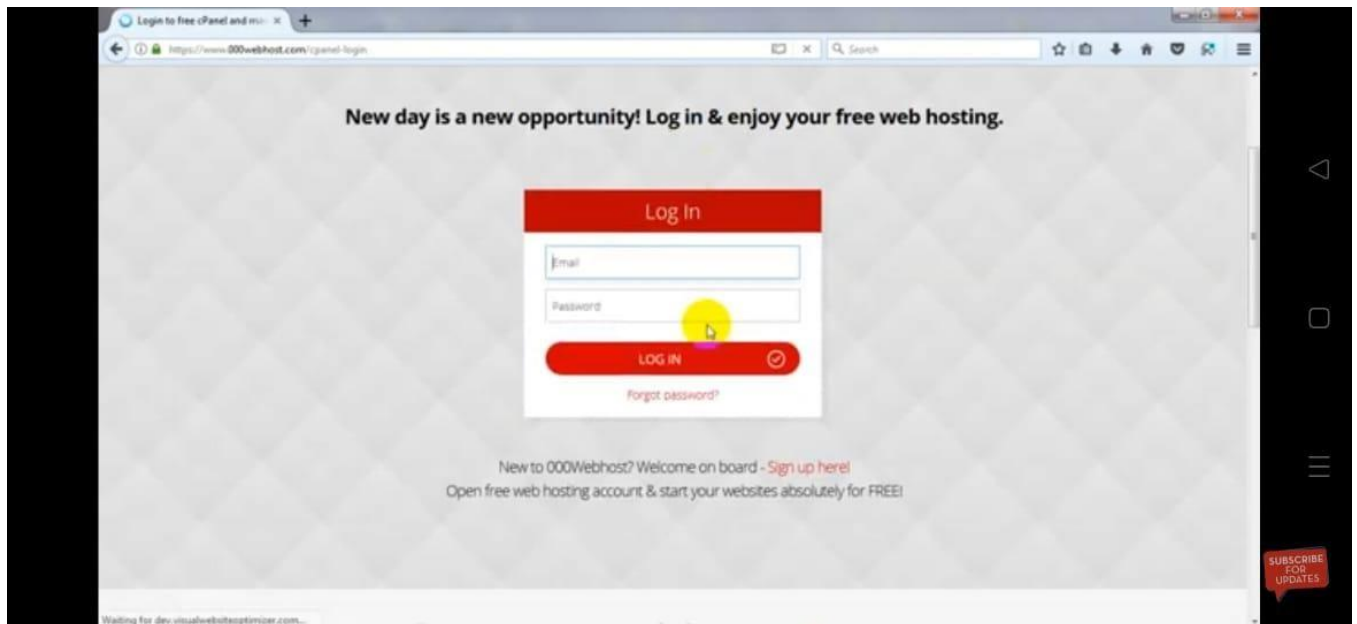 Login to free cPanel and ma
https://www.000webhost.com/cpanel-login
Search
New day is a new opportunity! Log in & enjoy your free web hosting.
Log In
Email
Password
LOG IN
Forgot password?
New to 000Webhost? Welcome on board - Sign up here!
Open free web hosting account & start your websites absolutely for FREE!
SUBSCRIBE
FOR
UPDATES
Waiting for dev.visualwebsiteoptimizer.com...